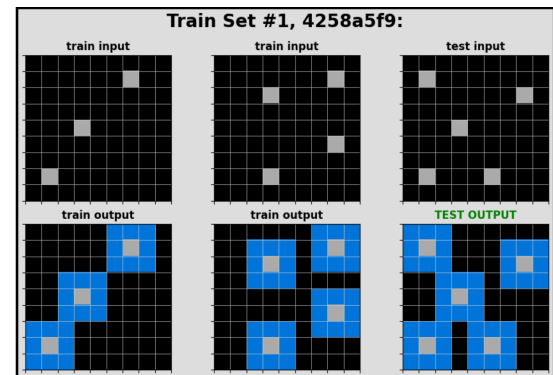 Train Set #1, 4258a5f9:
train input
train input
test input
train output
train output
TEST OUTPUT